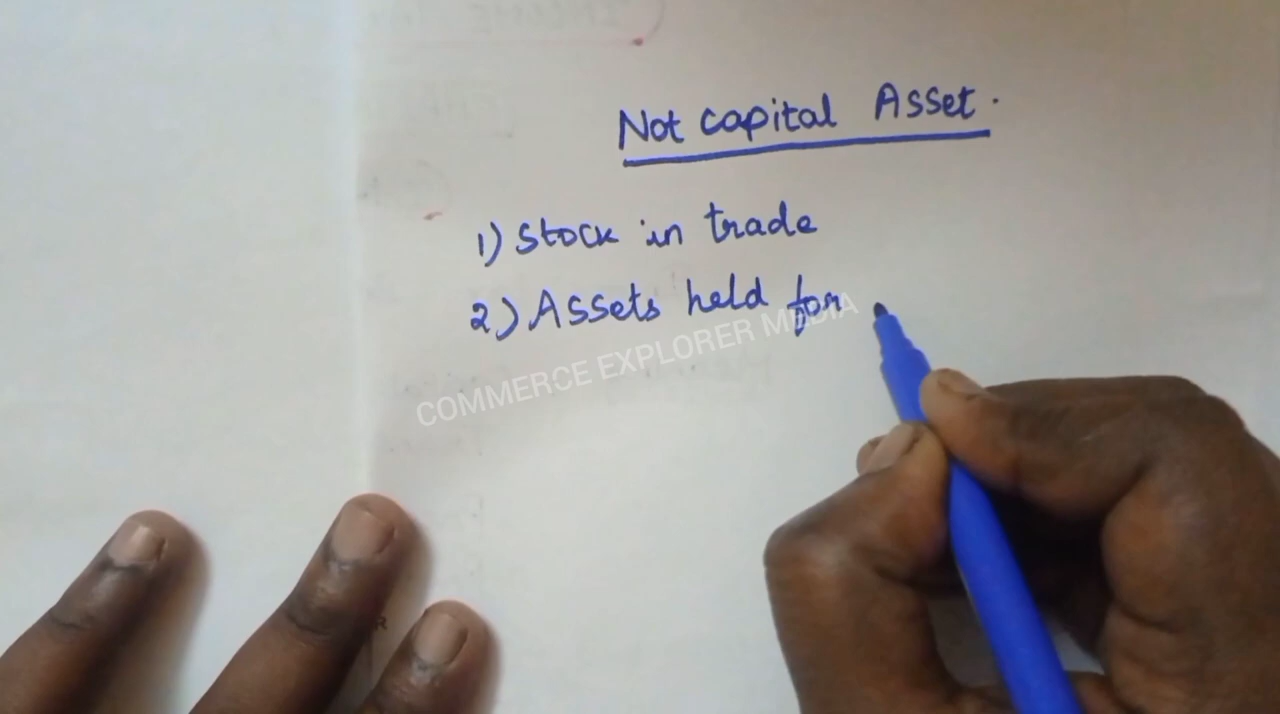 Not capital Asset.
1) Stock in trade
2) Assets held for
COMMERCE EXPLORER MEDIA